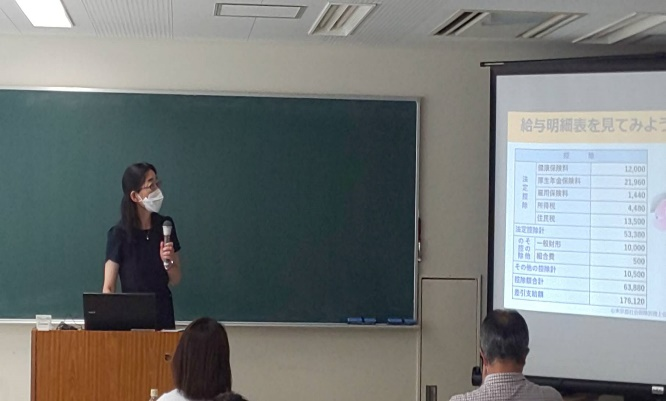 給与明細表を見てみよう
控除
法定控除
健康保険料 12,000
厚生年金保険料 21,960
雇用保険料 1,440
所得税 4,480
住民税 13,500
法定控除計 53,380
その他の控除
一般財形 10,000
組合費 500
その他の控除計 10,500
控除額合計 63,880
差引支給額 176,120